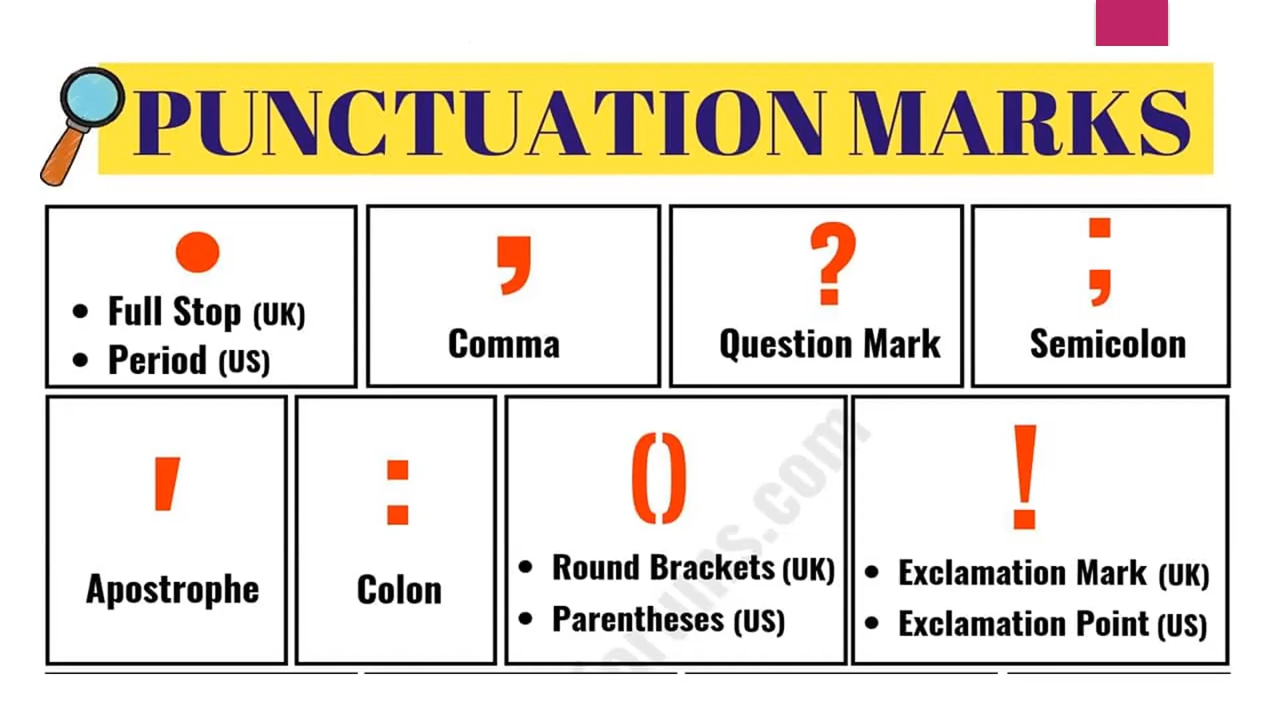 PUNCTUATION MARKS
.
• Full Stop (UK)
• Period (US)
,
Comma
?
Question Mark
;
Semicolon
'
Apostrophe
:
Colon
()
• Round Brackets (UK)
• Parentheses (US)
!
• Exclamation Mark (UK)
• Exclamation Point (US)